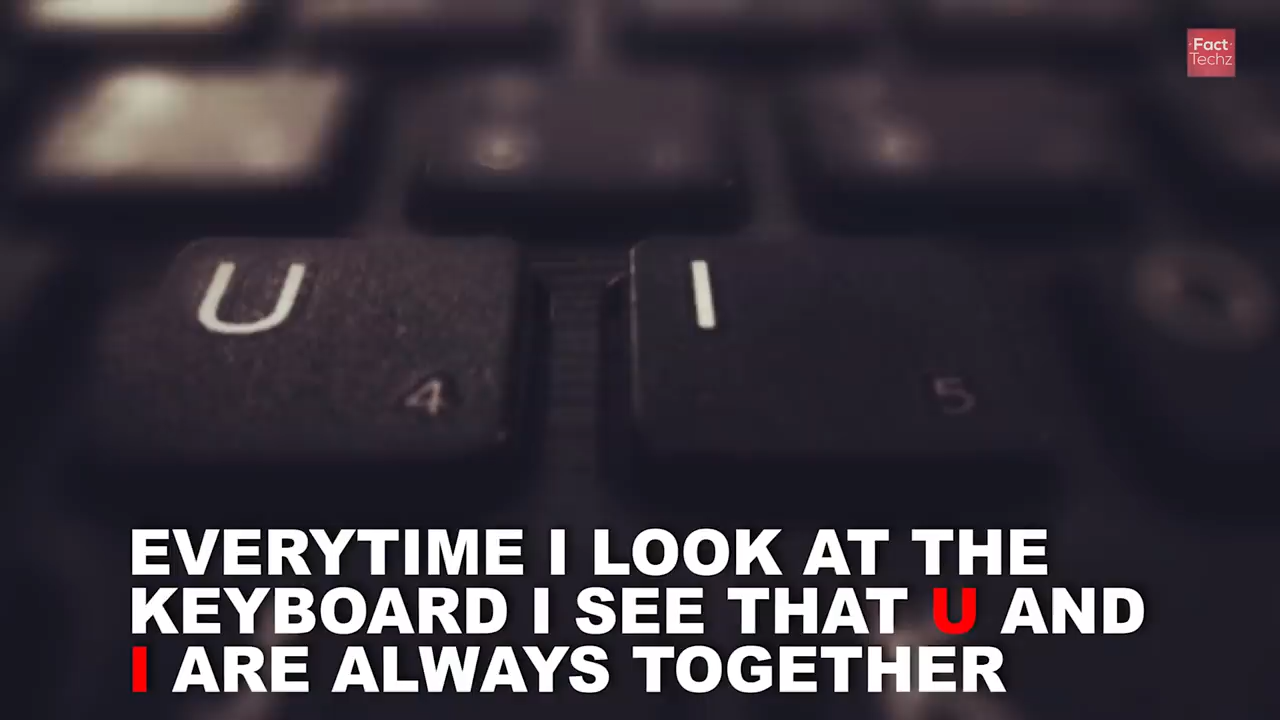 Fact
Techz
U
I
4
5
EVERYTIME I LOOK AT THE
KEYBOARD I SEE THAT U AND
I ARE ALWAYS TOGETHER